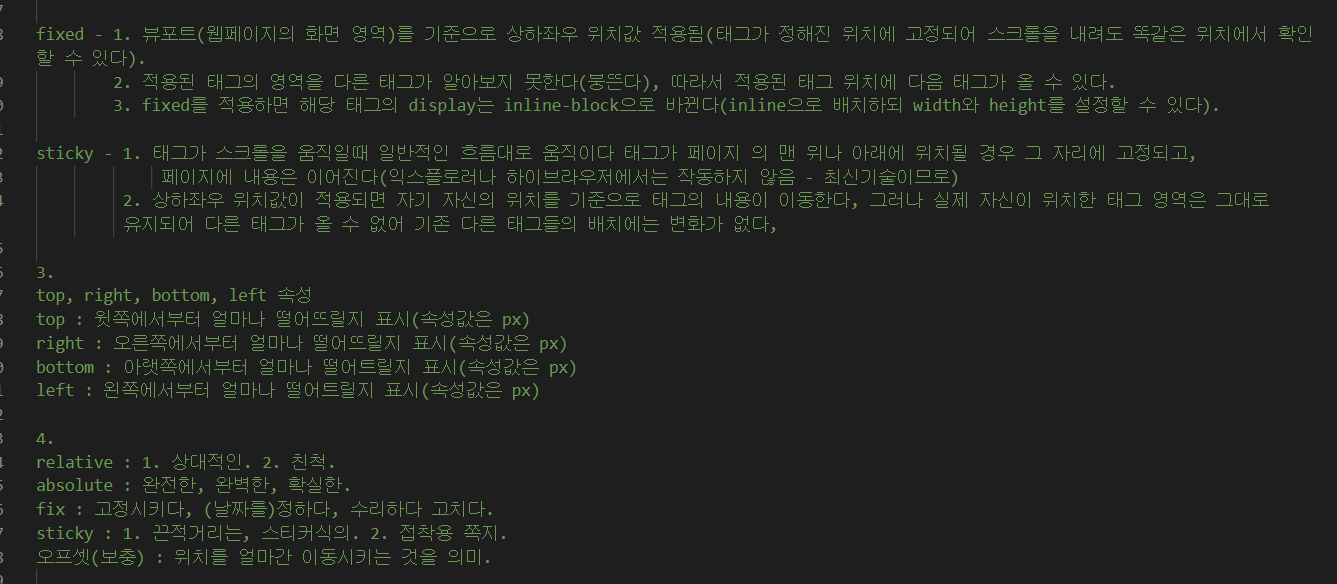 fixed - 1. 뷰포트(웹페이지의 화면 영역)를 기준으로 상하좌우 위치값 적용됨(태그가 정해진 위치에 고정되어 스크롤을 내려도 똑같은 위치에서 확인
할 수 있다).
2. 적용된 태그의 영역을 다른 태그가 알아보지 못한다(붕뜬다), 따라서 적용된 태그 위치에 다음 태그가 올 수 있다.
3. fixed를 적용하면 해당 태그의 display는 inline-block으로 바뀐다(inline으로 배치하되 width와 height를 설정할 수 있다).
sticky - 1. 태그가 스크롤을 움직일때 일반적인 흐름대로 움직이다 태그가 페이지 의 맨 위나 아래에 위치될 경우 그 자리에 고정되고,
페이지에 내용은 이어진다(익스플로러나 하이브라우저에서는 작동하지 않음 - 최신기술이므로)
2. 상하좌우 위치값이 적용되면 자기 자신의 위치를 기준으로 태그의 내용이 이동한다, 그러나 실제 자신이 위치한 태그 영역은 그대로
유지되어 다른 태그가 올 수 없어 기존 다른 태그들의 배치에는 변화가 없다,
3.
top, right, bottom, left 속성
top : 윗쪽에서부터 얼마나 떨어뜨릴지 표시(속성값은 px)
right : 오른쪽에서부터 얼마나 떨어뜨릴지 표시(속성값은 px)
bottom : 아랫쪽에서부터 얼마나 떨어트릴지 표시(속성값은 px)
left : 왼쪽에서부터 얼마나 떨어트릴지 표시(속성값은 px)
4.
relative : 1. 상대적인. 2. 친척.
absolute : 완전한, 완벽한, 확실한.
fix : 고정시키다, (날짜를)정하다, 수리하다 고치다.
sticky : 1. 끈적거리는, 스티커식의. 2. 접착용 쪽지.
오프셋(보충) : 위치를 얼마간 이동시키는 것을 의미.